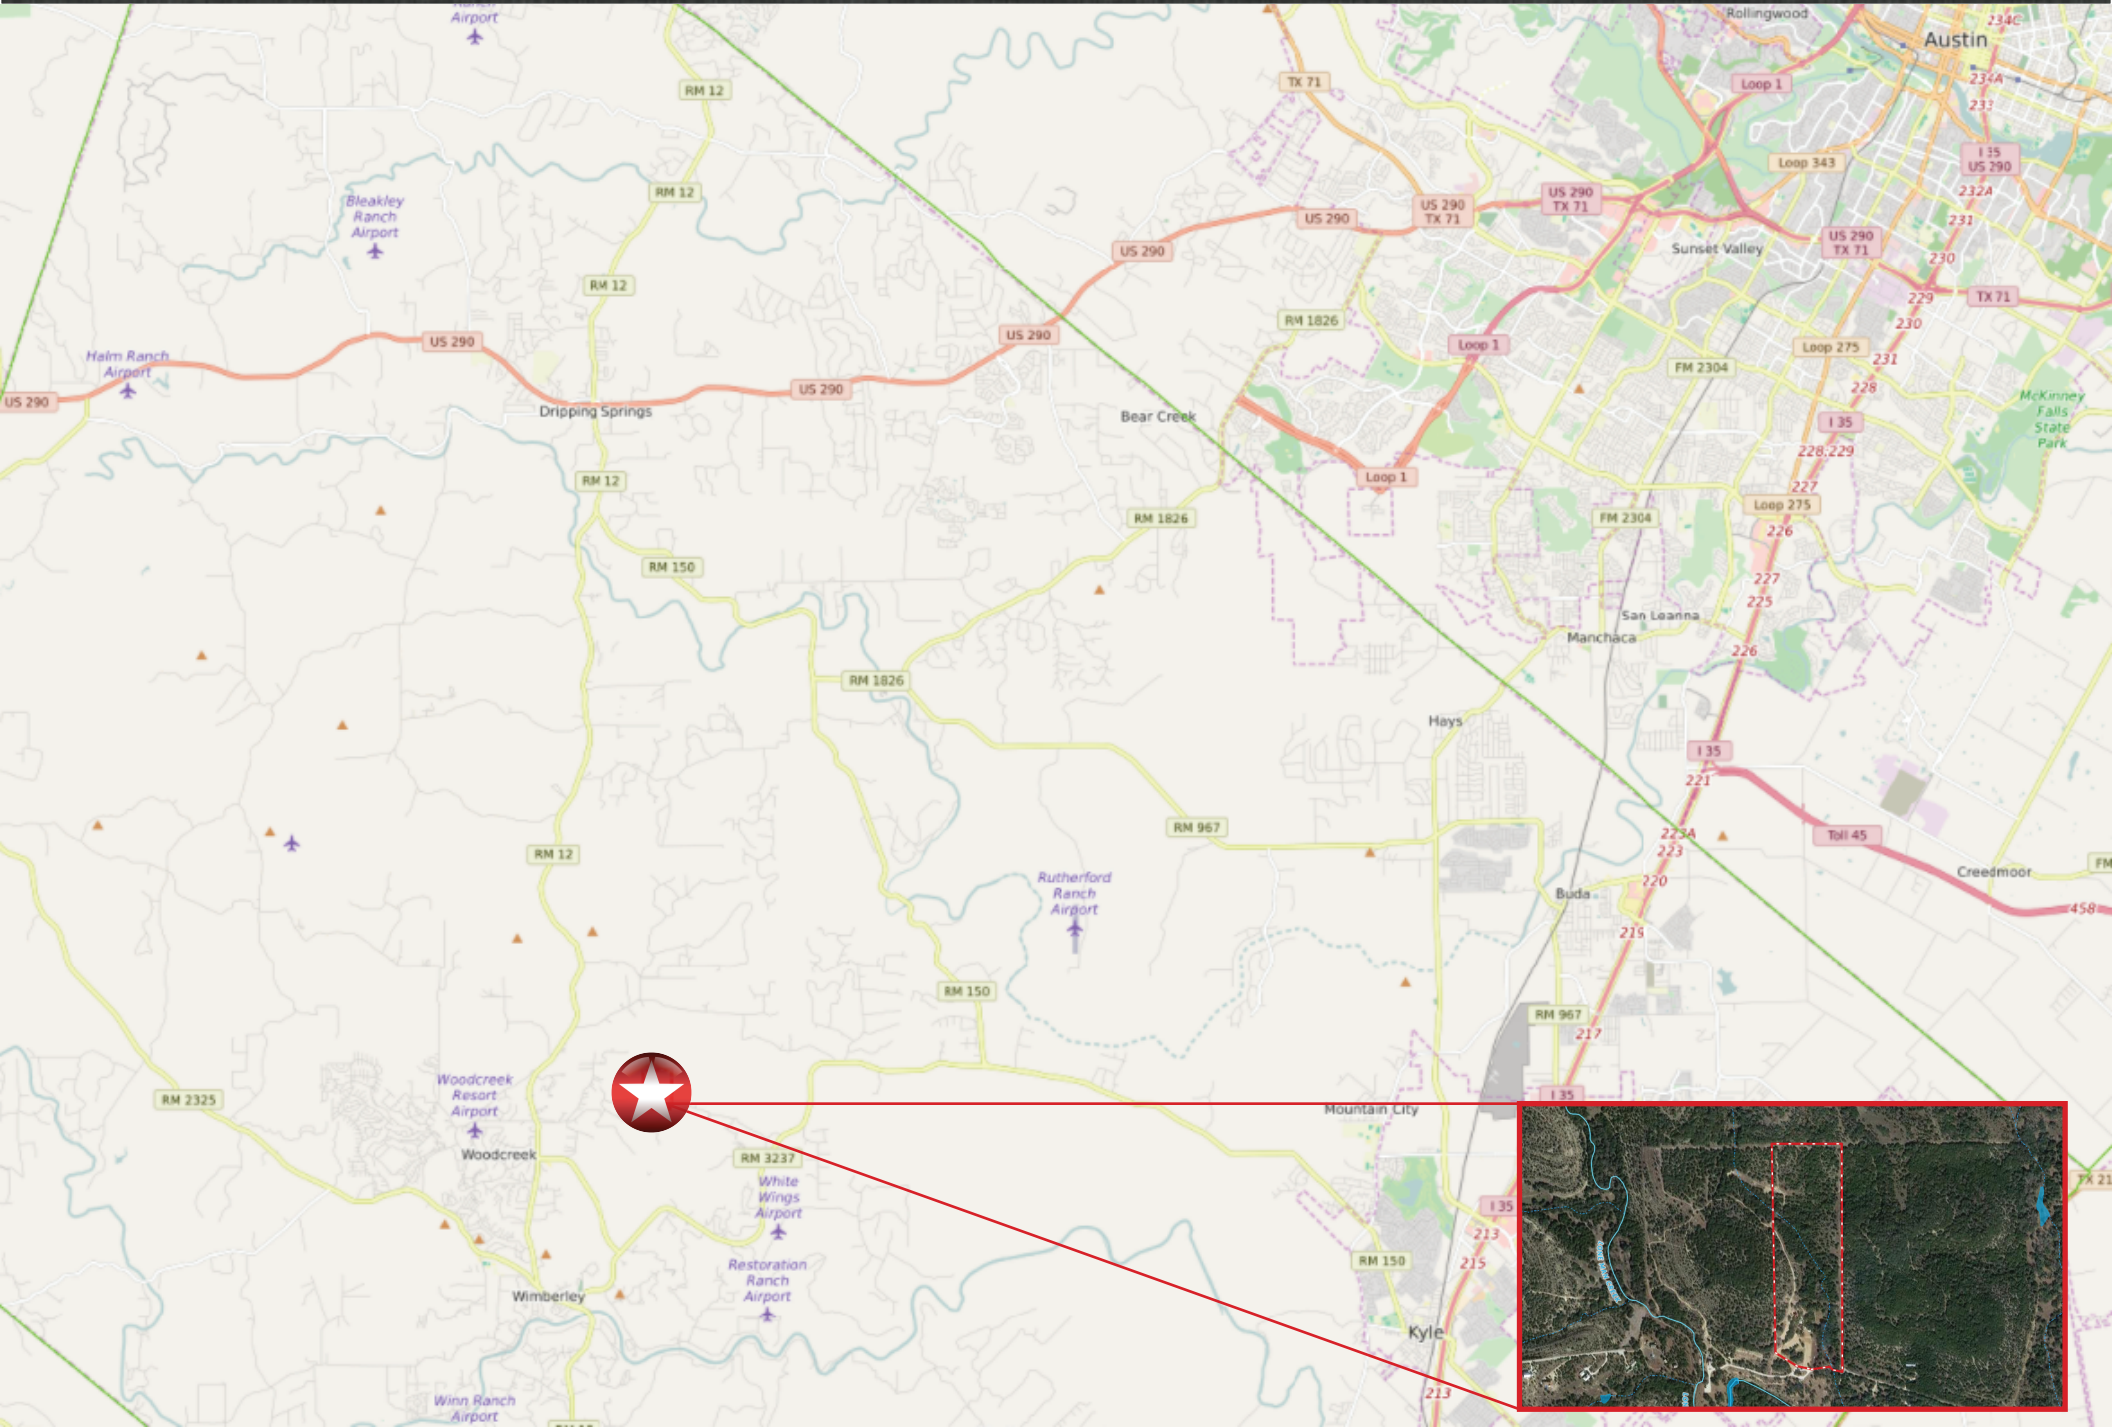 Ranch
Airport
Rollingwood
234C
Austin
RM 12
TX 71
Loop 1
234A
233
Loop 343
I 35
US 290
RM 12
US 290
TX 71
232A
Bleakley
Ranch
Airport
US 290
US 290
TX 71
231
US 290
Sunset Valley
US 290
TX 71
230
RM 12
229
TX 71
RM 1826
230
US 290
US 290
Loop 1
Loop 275
231
Halm Ranch
Airport
FM 2304
228
US 290
US 290
McKinney
Falls
State
Park
Dripping Springs
Bear Creek
I 35
228;229
RM 12
Loop 1
227
Loop 275
RM 1826
FM 2304
226
RM 150
227
225
San Leanna
Manchaca
226
RM 1826
Hays
I 35
221
RM 967
223A
Toll 45
223
RM 12
FM
Creedmoor
Rutherford
Ranch
Airport
220
Buda
458
219
RM 150
RM 967
217
Woodcreek
Resort
Airport
RM 2325
I 35
Mountain City
Woodcreek
RM 3237
White
Wings
Airport
TX 21
I 35
213
Restoration
Ranch
Airport
RM 150
215
Wimberley
Kyle
213
Winn Ranch
Airport